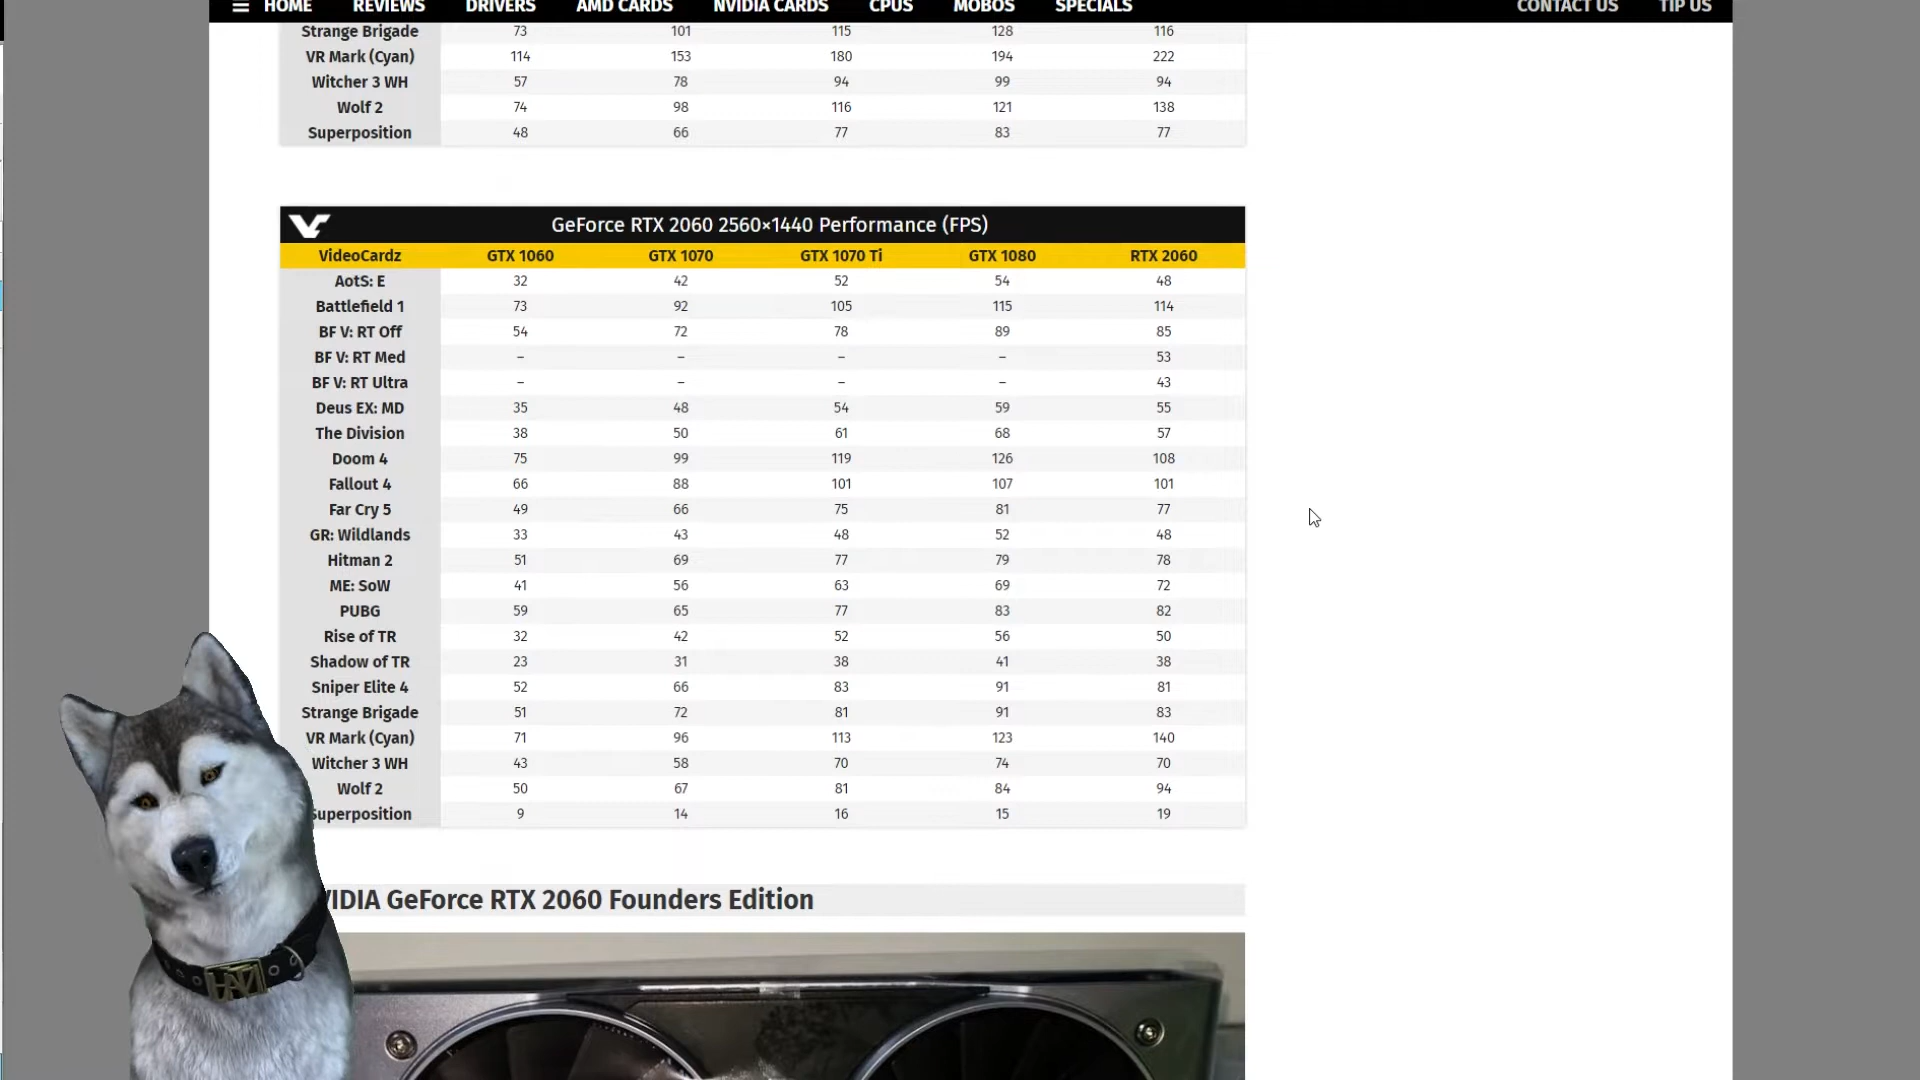 HOME REVIEWS DRIVERS AMD CARDS NVIDIA CARDS CPUS MOBOS SPECIALS CONTACT US TIP US
Strange Brigade 73 101 115 128 116
VR Mark (Cyan) 114 153 180 194 222
Witcher 3 WH 57 78 94 99 94
Wolf 2 74 98 116 121 138
Superposition 48 66 77 83 77
GeForce RTX 2060 2560×1440 Performance (FPS)
VideoCardz GTX 1060 GTX 1070 GTX 1070 Ti GTX 1080 RTX 2060
AotS: E 32 42 52 54 48
Battlefield 1 73 92 105 115 114
BF V: RT Off 54 72 78 89 85
BF V: RT Med – – – – 53
BF V: RT Ultra – – – – 43
Deus EX: MD 35 48 54 59 55
The Division 38 50 61 68 57
Doom 4 75 99 119 126 108
Fallout 4 66 88 101 107 101
Far Cry 5 49 66 75 81 77
GR: Wildlands 33 43 48 52 48
Hitman 2 51 69 77 79 78
ME: SoW 41 56 63 69 72
PUBG 59 65 77 83 82
Rise of TR 32 42 52 56 50
Shadow of TR 23 31 38 41 38
Sniper Elite 4 52 66 83 91 81
Strange Brigade 51 72 81 91 83
VR Mark (Cyan) 71 96 113 123 140
Witcher 3 WH 43 58 70 74 70
Wolf 2 50 67 81 84 94
Superposition 9 14 16 15 19
VIDIA GeForce RTX 2060 Founders Edition